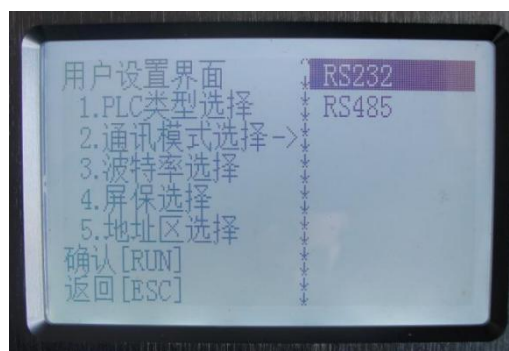 用户设置界面
1.PLC类型选择
2.通讯模式选择->
3.波特率选择
4.屏保选择
5.地址区选择
确认[RUN]
返回[ESC]
RS232
RS485